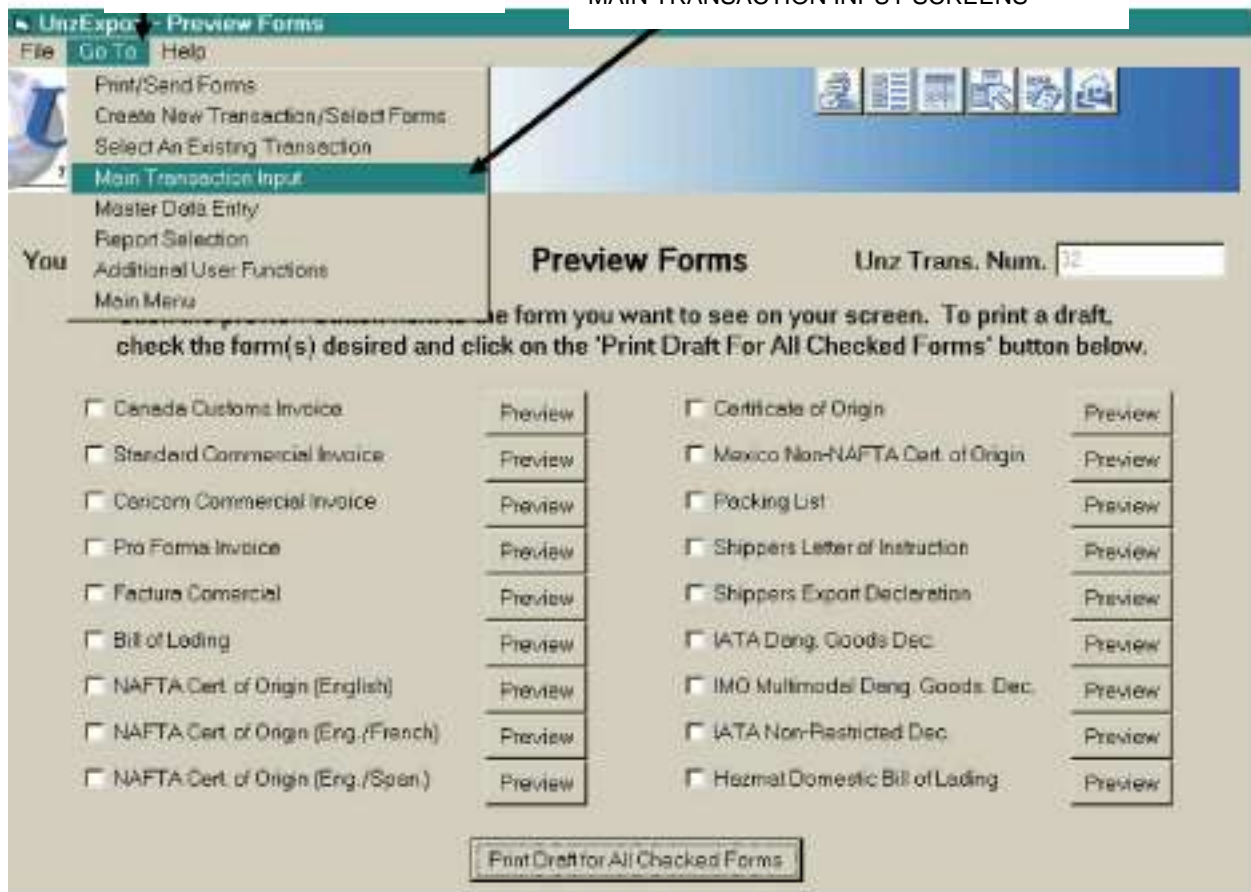 MAIN TRANSACTION INPUT SCREENS
UnzExport - Preview Forms
File Go To Help
Print/Send Forms
Create New Transaction/Select Forms
Select An Existing Transaction
Main Transaction Input
Master Data Entry
Report Selection
Additional User Functions
Main Menu
You
Preview Forms
Unz Trans. Num. 32
the form you want to see on your screen. To print a draft,
check the form(s) desired and click on the 'Print Draft For All Checked Forms' button below.
Canada Customs Invoice Preview Certificate of Origin Preview
Standard Commercial Invoice Preview Mexico Non-NAFTA Cert. of Origin Preview
Caricom Commercial Invoice Preview Packing List Preview
Pro Forma Invoice Preview Shippers Letter of Instruction Preview
Factura Comercial Preview Shippers Export Declaration Preview
Bill of Lading Preview IATA Dang. Goods Dec. Preview
NAFTA Cert. of Origin (English) Preview IMO Multimodal Dang. Goods. Dec. Preview
NAFTA Cert. of Origin (Eng./French) Preview IATA Non-Restricted Dec. Preview
NAFTA Cert. of Origin (Eng./Span.) Preview Hazmat Domestic Bill of Lading Preview
Print Draft for All Checked Forms